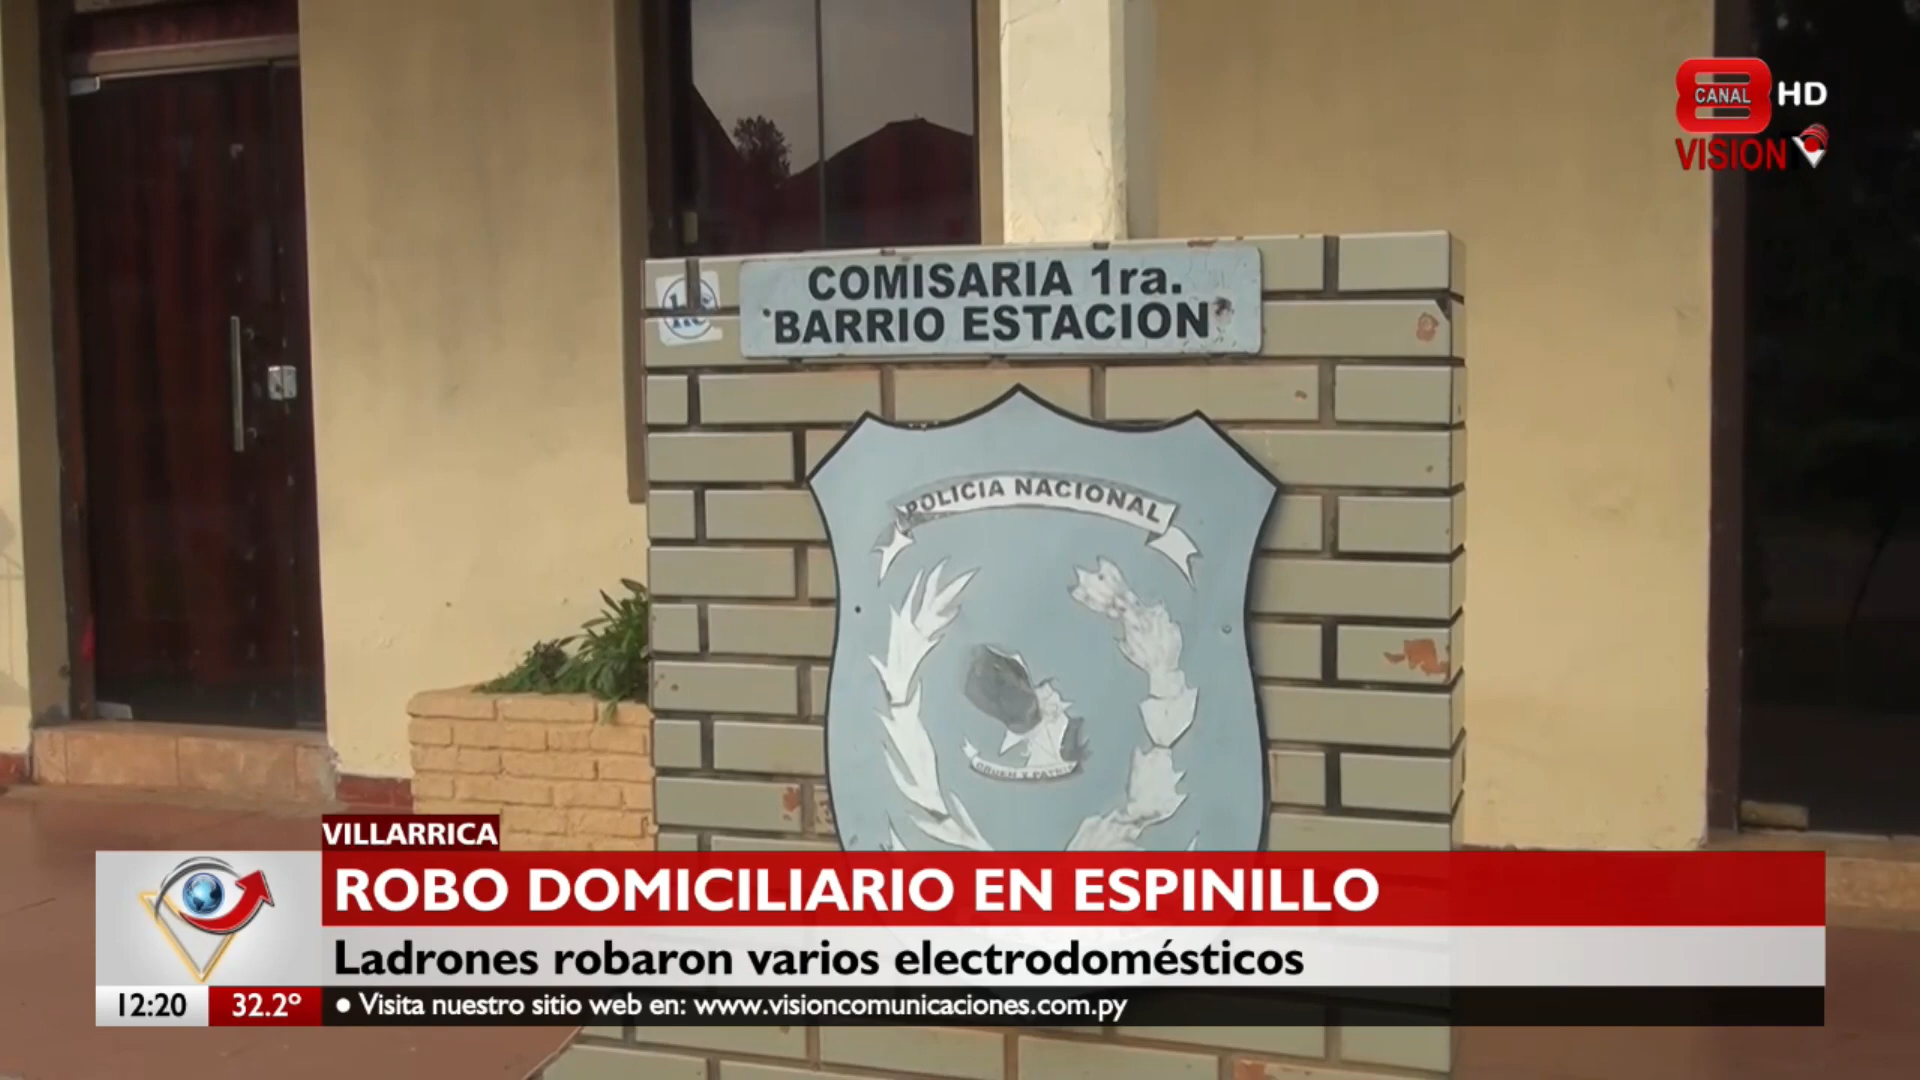 CANAL
HD
VISION
COMISARIA 1ra.
BARRIO ESTACION
POLICIA NACIONAL
VILLARRICA
ROBO DOMICILIARIO EN ESPINILLO
Ladrones robaron varios electrodomésticos
12:20
32.2°
• Visita nuestro sitio web en: www.visioncomunicaciones.com.py